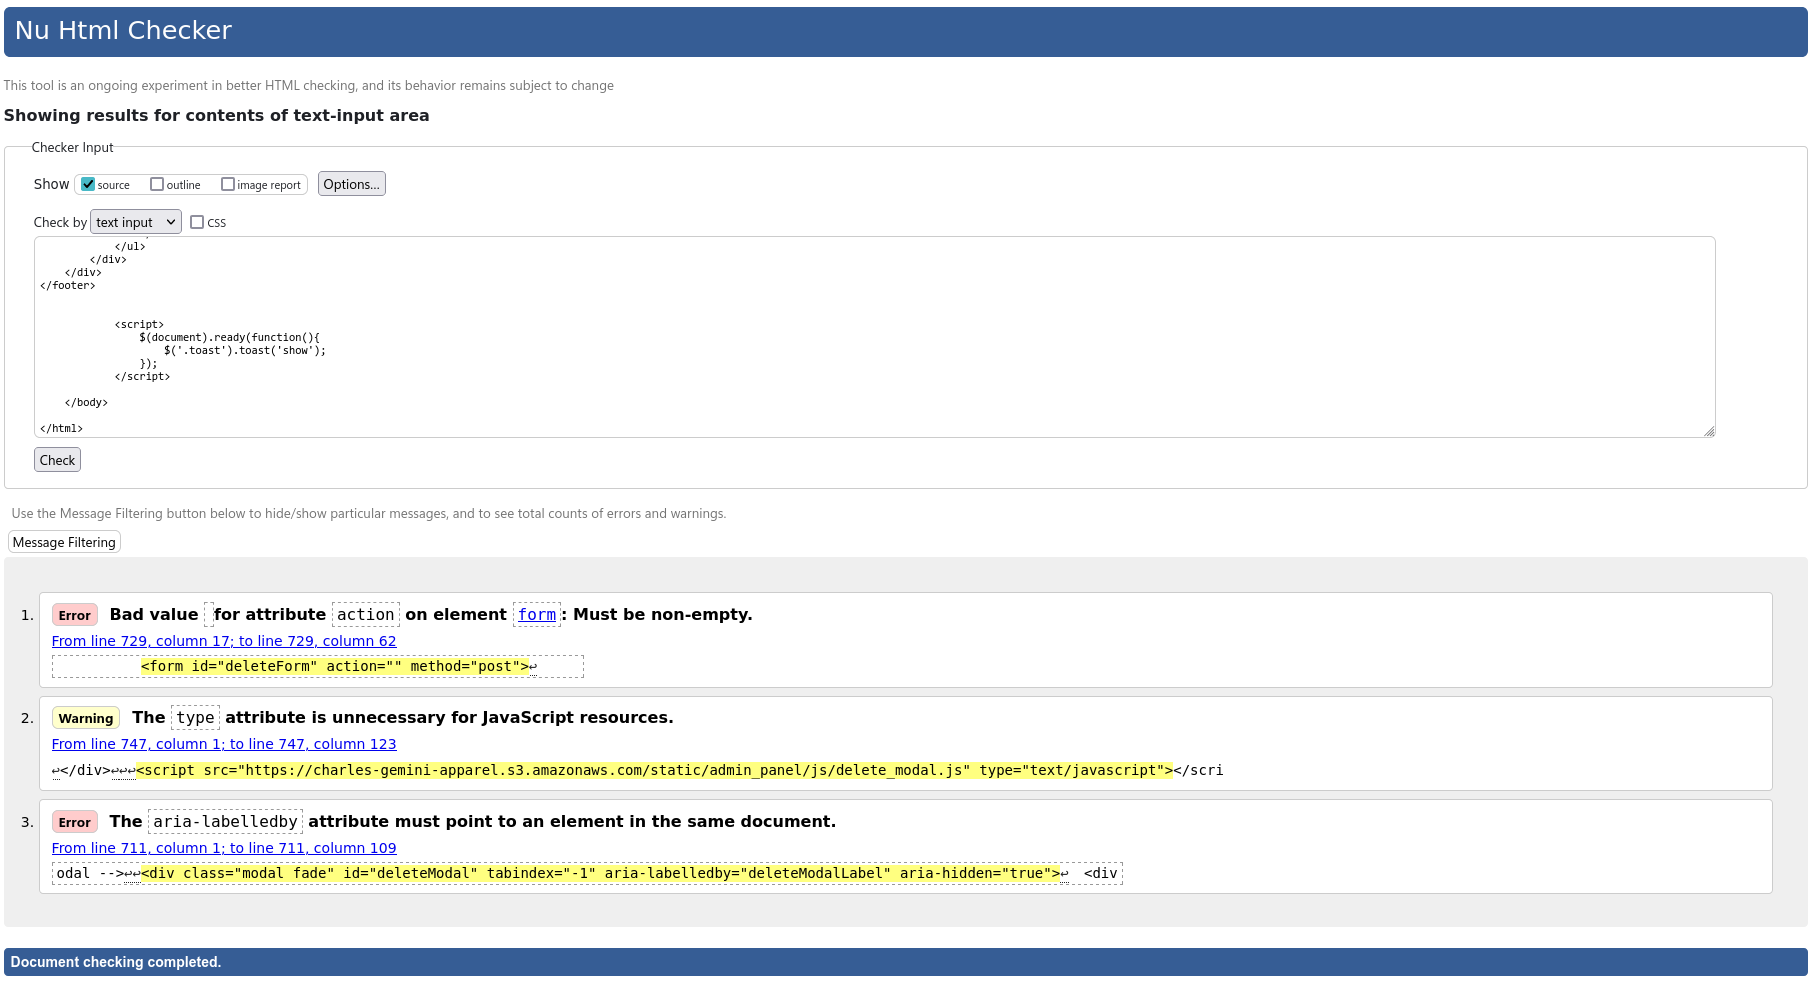 Nu Html Checker
This tool is an ongoing experiment in better HTML checking, and its behavior remains subject to change
Showing results for contents of text-input area
Checker Input
Show source outline image report Options...
Check by text input CSS
</ul>
</div>
</div>
</footer>
<script>
$(document).ready(function(){
$('.toast').toast('show');
});
</script>
</body>
</html>
Check
Use the Message Filtering button below to hide/show particular messages, and to see total counts of errors and warnings.
Message Filtering
1. Error Bad value for attribute action on element form: Must be non-empty.
From line 729, column 17; to line 729, column 62
<form id="deleteForm" action="" method="post">↩
2. Warning The type attribute is unnecessary for JavaScript resources.
From line 747, column 1; to line 747, column 123
↩</div>↩↩↩<script src="https://charles-gemini-apparel.s3.amazonaws.com/static/admin_panel/js/delete_modal.js" type="text/javascript"></scri
3. Error The aria-labelledby attribute must point to an element in the same document.
From line 711, column 1; to line 711, column 109
odal -->↩↩<div class="modal fade" id="deleteModal" tabindex="-1" aria-labelledby="deleteModalLabel" aria-hidden="true">↩ <div
Document checking completed.